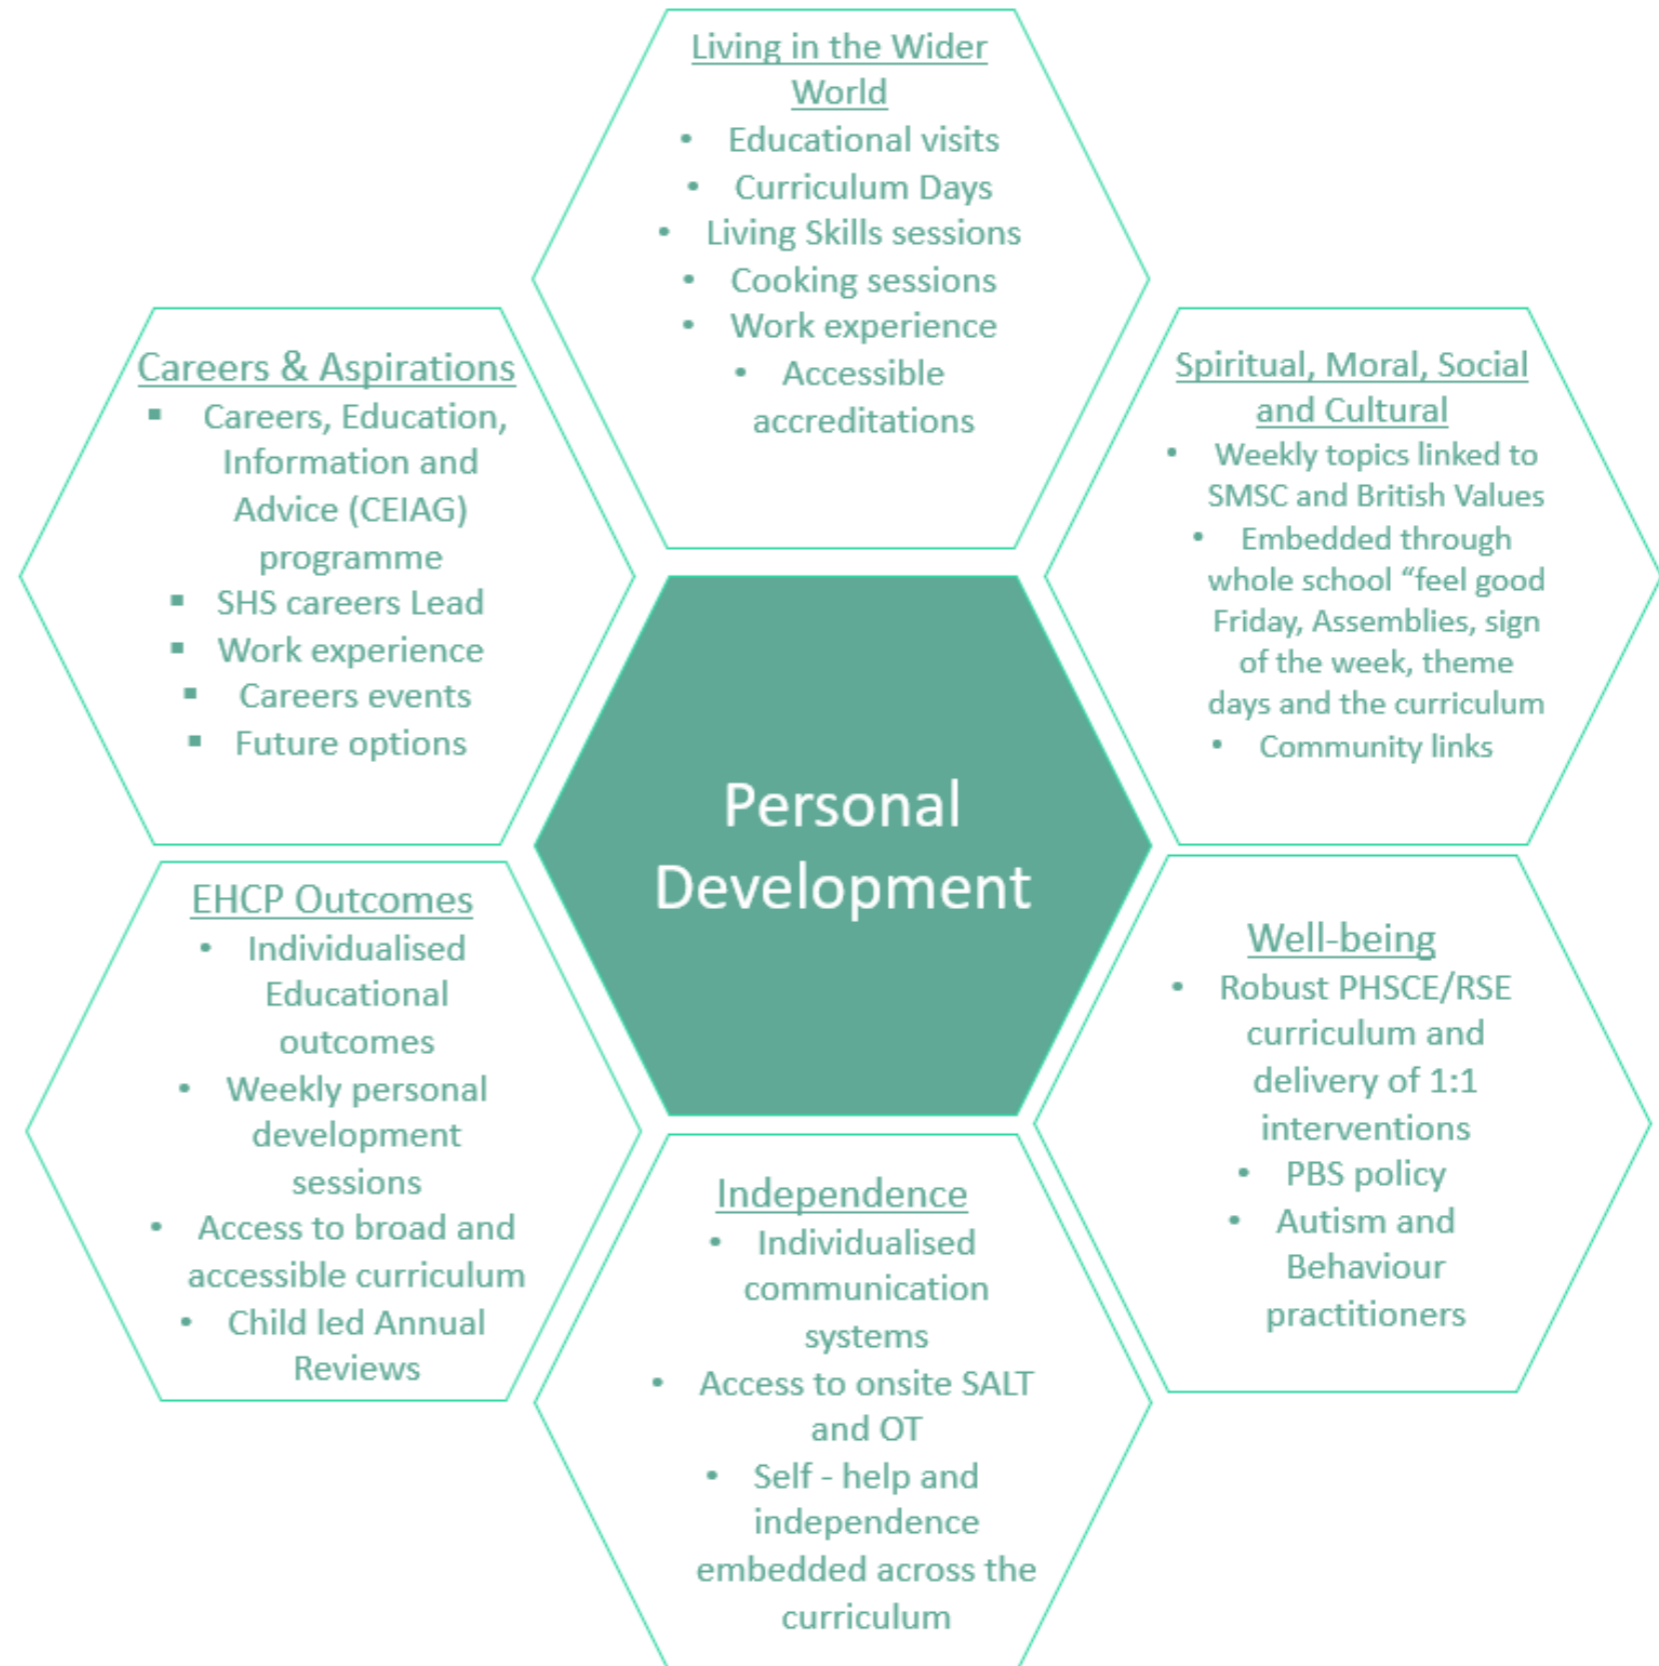 Living in the Wider
World
• Educational visits
• Curriculum Days
• Living Skills sessions
• Cooking sessions
• Work experience
• Accessible
accreditations
Careers & Aspirations
▪ Careers, Education,
Information and
Advice (CEIAG)
programme
▪ SHS careers Lead
▪ Work experience
▪ Careers events
▪ Future options
Spiritual, Moral, Social
and Cultural
• Weekly topics linked to
SMSC and British Values
• Embedded through
whole school “feel good
Friday, Assemblies, sign
of the week, theme
days and the curriculum
• Community links
Personal
Development
EHCP Outcomes
• Individualised
Educational
outcomes
• Weekly personal
development
sessions
• Access to broad and
accessible curriculum
• Child led Annual
Reviews
Well-being
• Robust PHSCE/RSE
curriculum and
delivery of 1:1
interventions
• PBS policy
• Autism and
Behaviour
practitioners
Independence
• Individualised
communication
systems
• Access to onsite SALT
and OT
• Self - help and
independence
embedded across the
curriculum